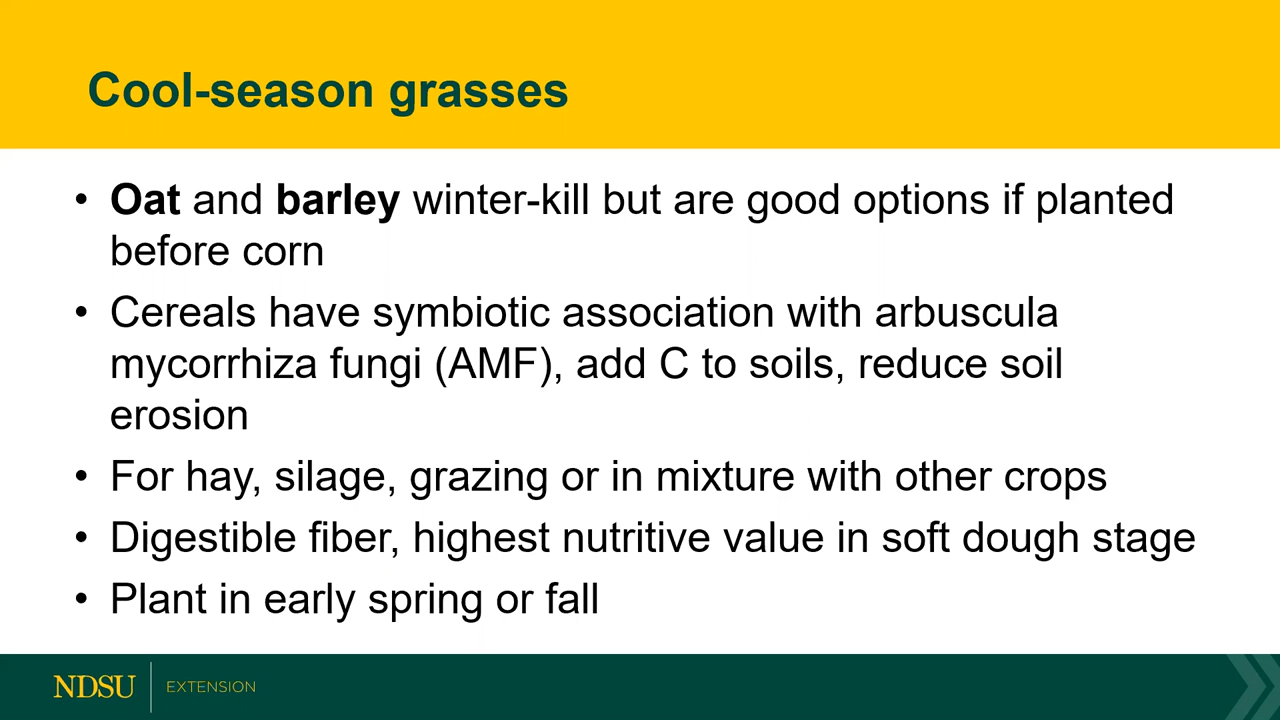 Cool-season grasses
• Oat and barley winter-kill but are good options if planted
before corn
• Cereals have symbiotic association with arbuscula
mycorrhiza fungi (AMF), add C to soils, reduce soil
erosion
• For hay, silage, grazing or in mixture with other crops
• Digestible fiber, highest nutritive value in soft dough stage
• Plant in early spring or fall
NDSU EXTENSION